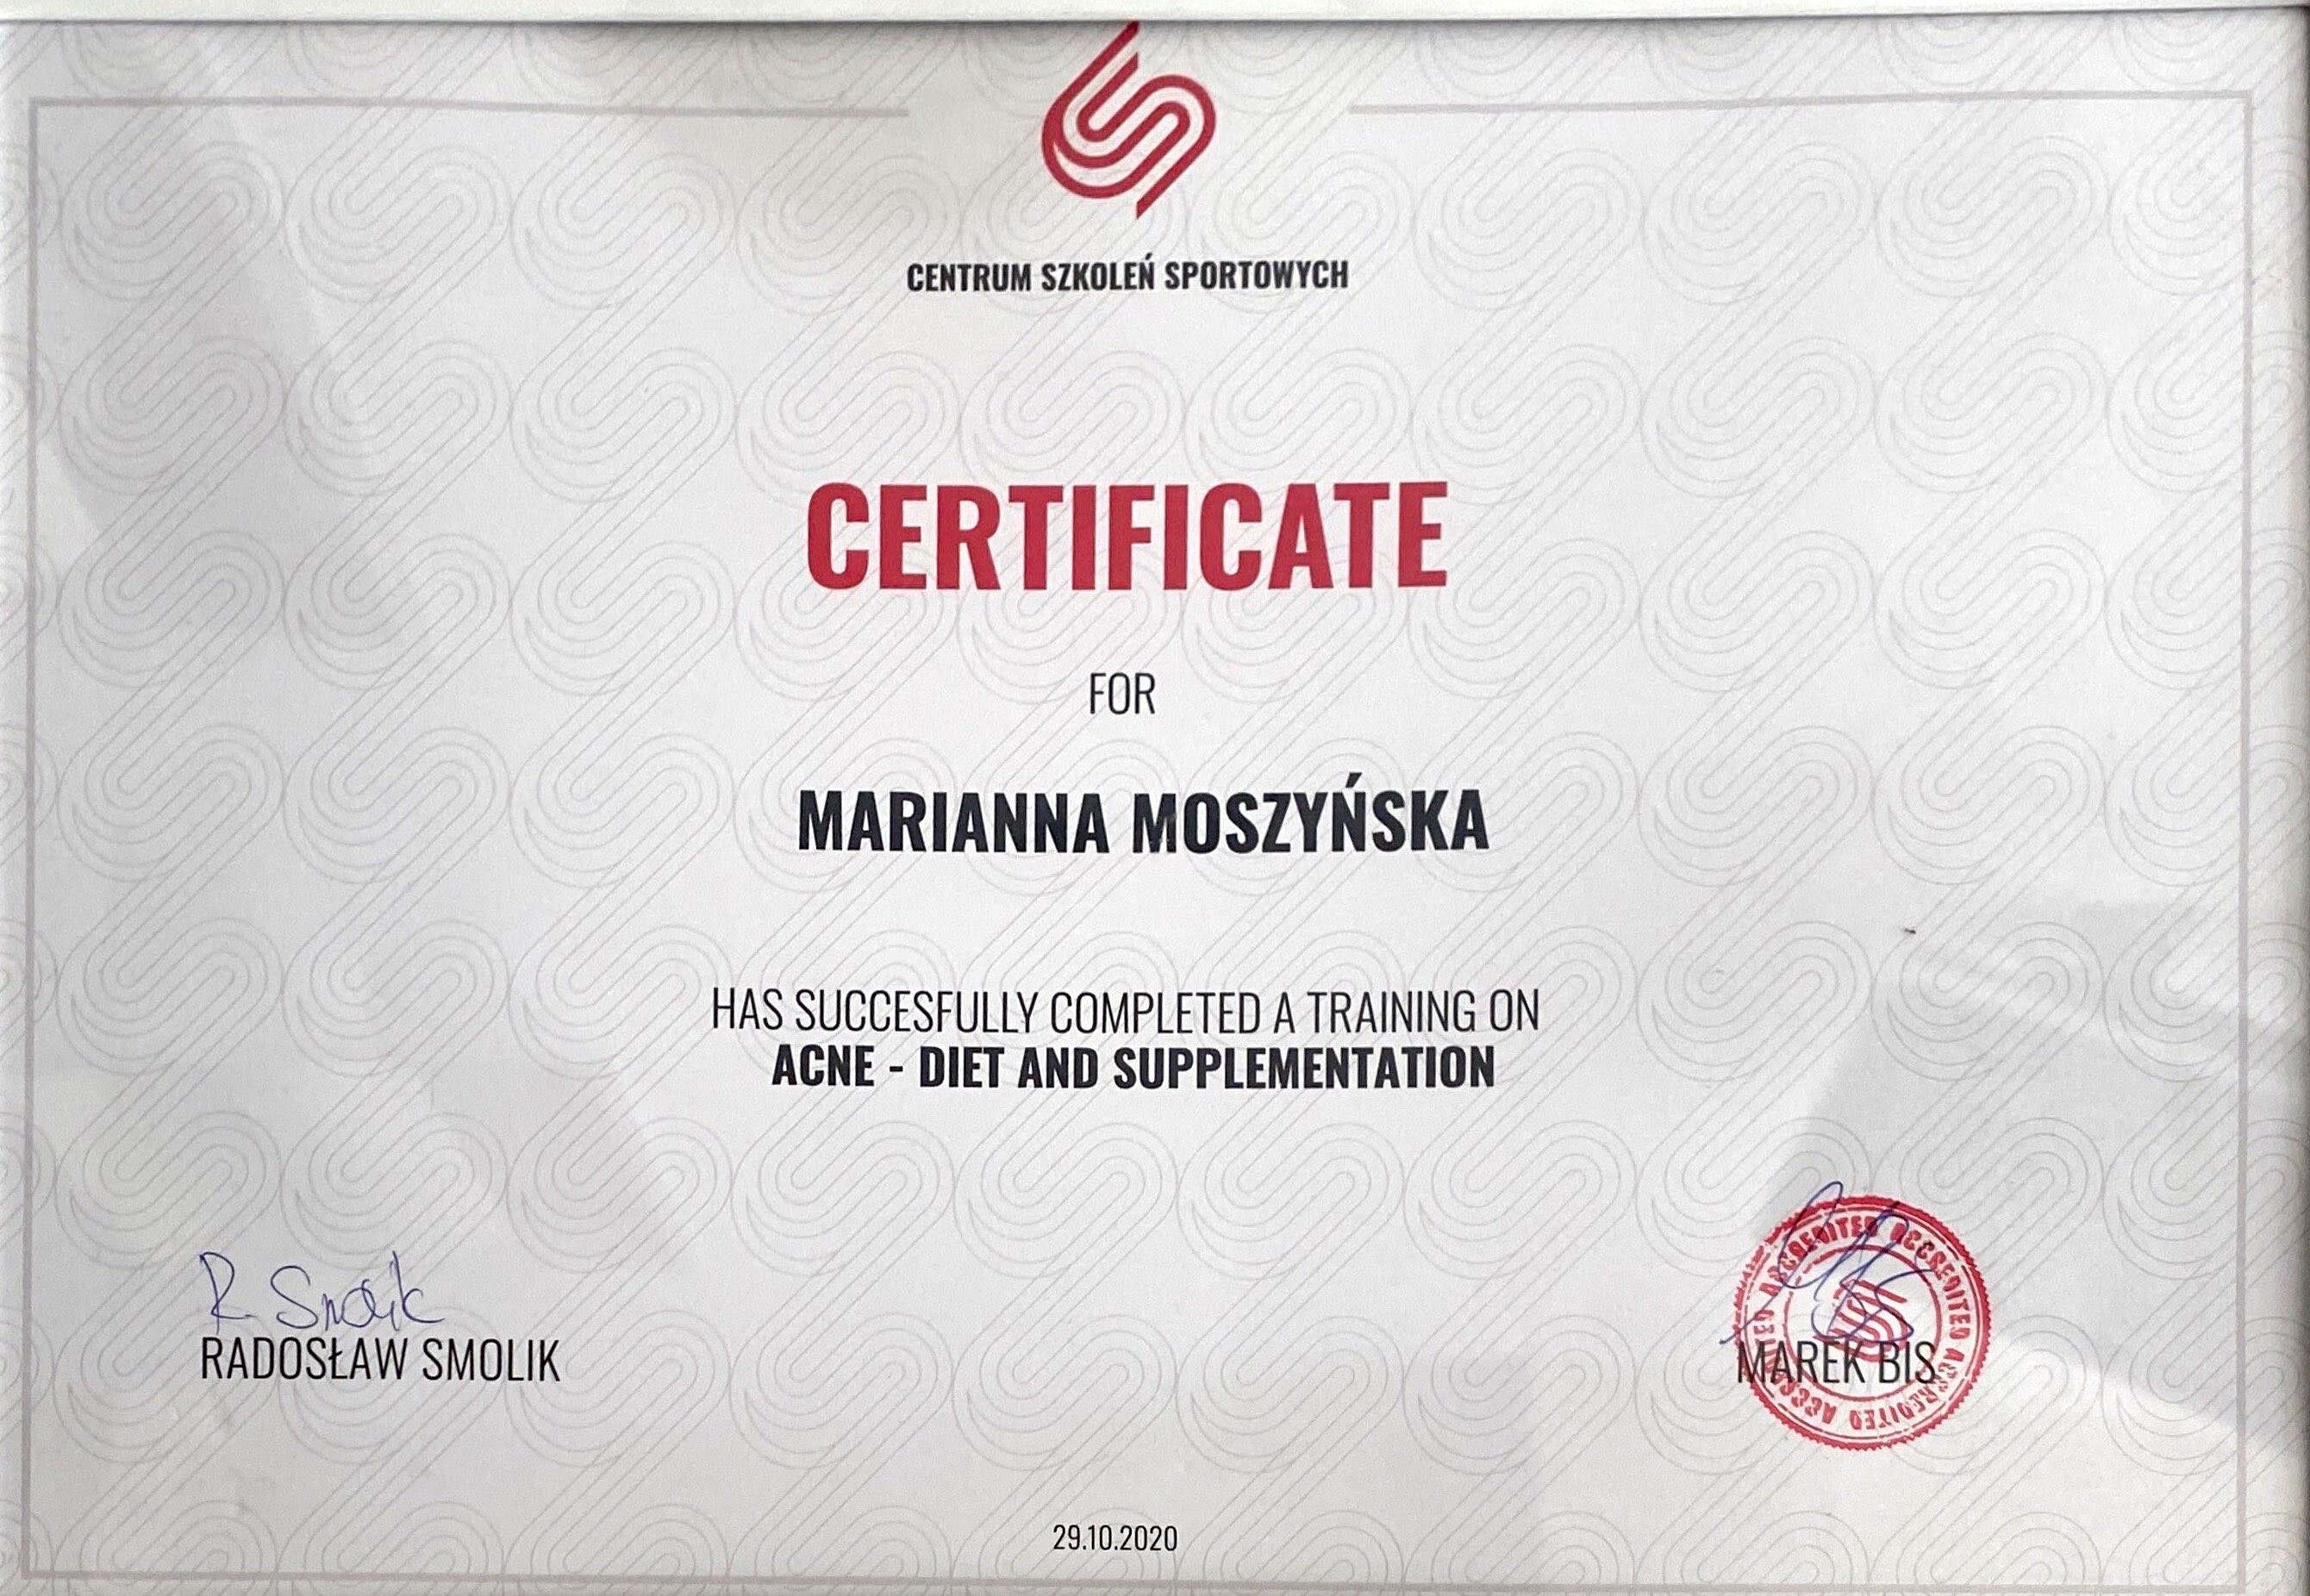 CENTRUM SZKOLEŃ SPORTOWYCH
CERTIFICATE
FOR
MARIANNA MOSZYŃSKA
HAS SUCCESFULLY COMPLETED A TRAINING ON
ACNE - DIET AND SUPPLEMENTATION
R. Smolik
RADOSŁAW SMOLIK
ACCREDITED ACCREDITED ACCREDITED ACCREDITED
MAREK BIS
29.10.2020